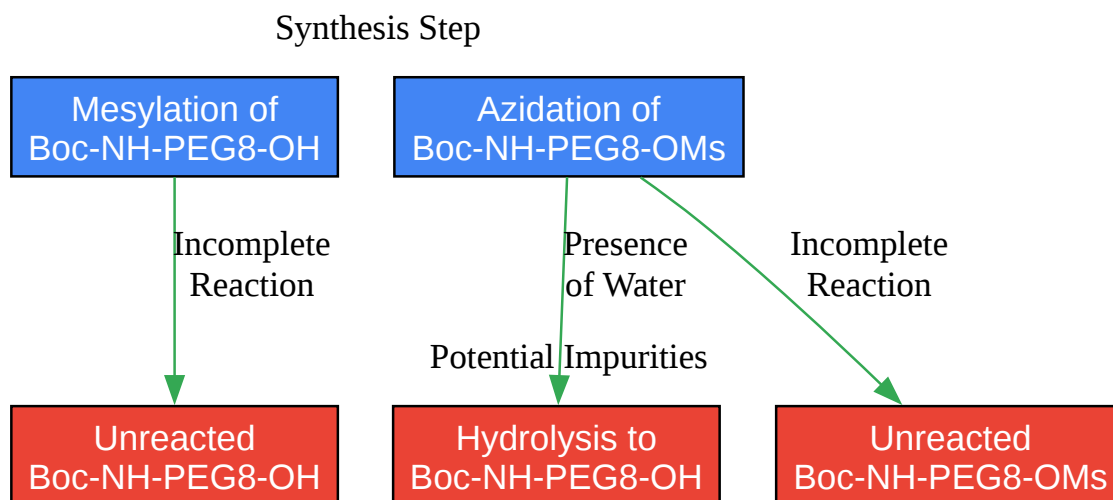 Synthesis Step
Mesylation of
Boc-NH-PEG8-OH
Azidation of
Boc-NH-PEG8-OMs
Incomplete
Reaction
Presence
of Water
Incomplete
Reaction
Potential Impurities
Unreacted
Boc-NH-PEG8-OH
Hydrolysis to
Boc-NH-PEG8-OH
Unreacted
Boc-NH-PEG8-OMs